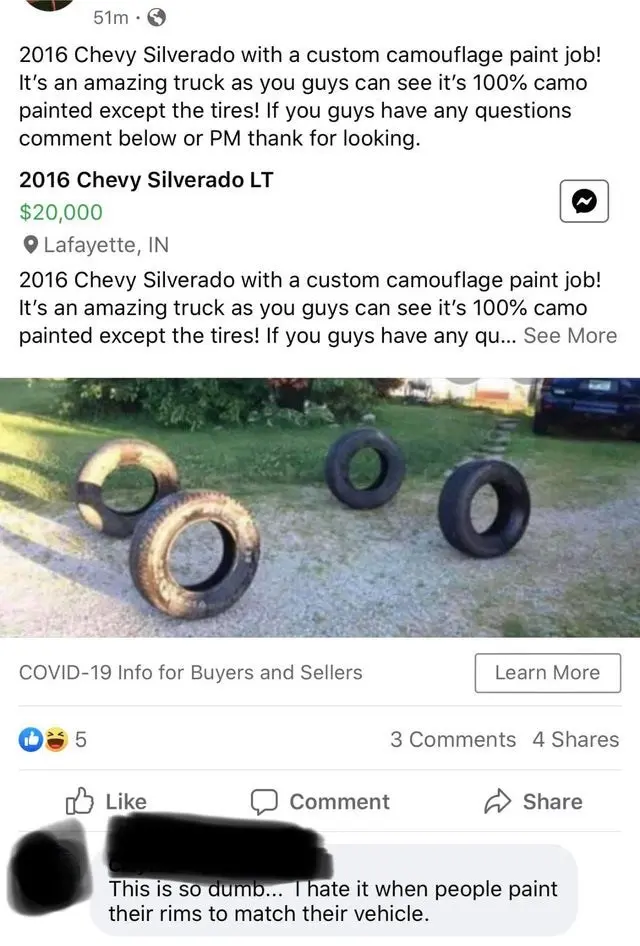 51m ·
2016 Chevy Silverado with a custom camouflage paint job!
It's an amazing truck as you guys can see it's 100% camo
painted except the tires! If you guys have any questions
comment below or PM thank for looking.
2016 Chevy Silverado LT
$20,000
Lafayette, IN
2016 Chevy Silverado with a custom camouflage paint job!
It's an amazing truck as you guys can see it's 100% camo
painted except the tires! If you guys have any qu... See More
COVID-19 Info for Buyers and Sellers
Learn More
5
3 Comments 4 Shares
Like Comment Share
This is so dumb... I hate it when people paint
their rims to match their vehicle.